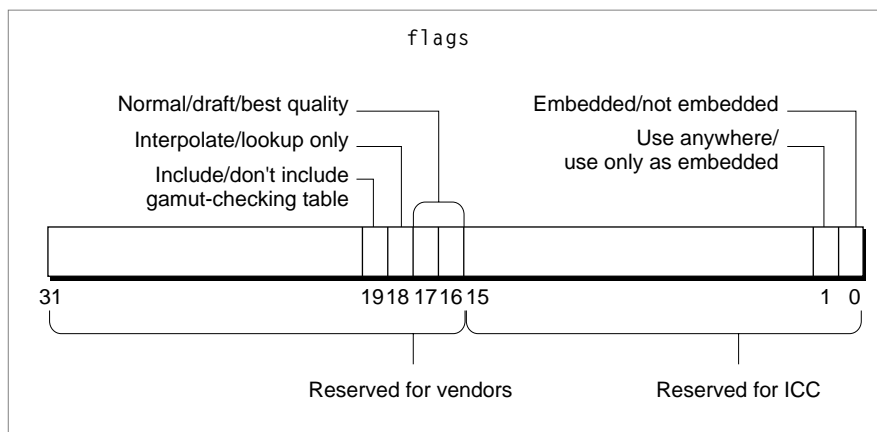 flags
Normal/draft/best quality
Interpolate/lookup only
Include/don't include
gamut-checking table
Embedded/not embedded
Use anywhere/
use only as embedded
31 19 18 17 16 15 1 0
Reserved for vendors
Reserved for ICC